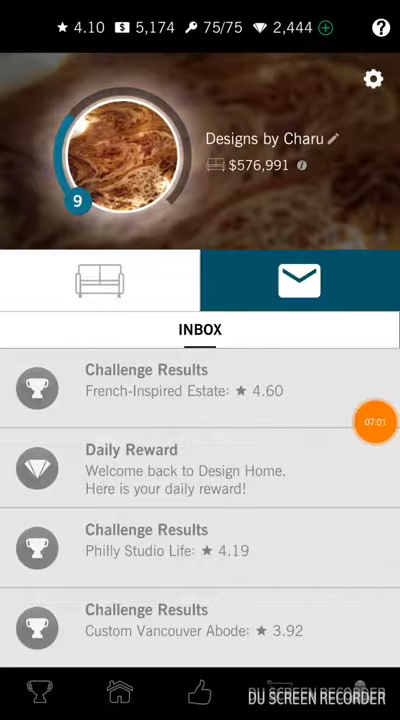 ★ 4.10 $ 5,174 75/75 2,444 + ?
Designs by Charu
$576,991 i
9
INBOX
Challenge Results
French-Inspired Estate: ★ 4.60
07:01
Daily Reward
Welcome back to Design Home.
Here is your daily reward!
Challenge Results
Philly Studio Life: ★ 4.19
Challenge Results
Custom Vancouver Abode: ★ 3.92
DU SCREEN RECORDER